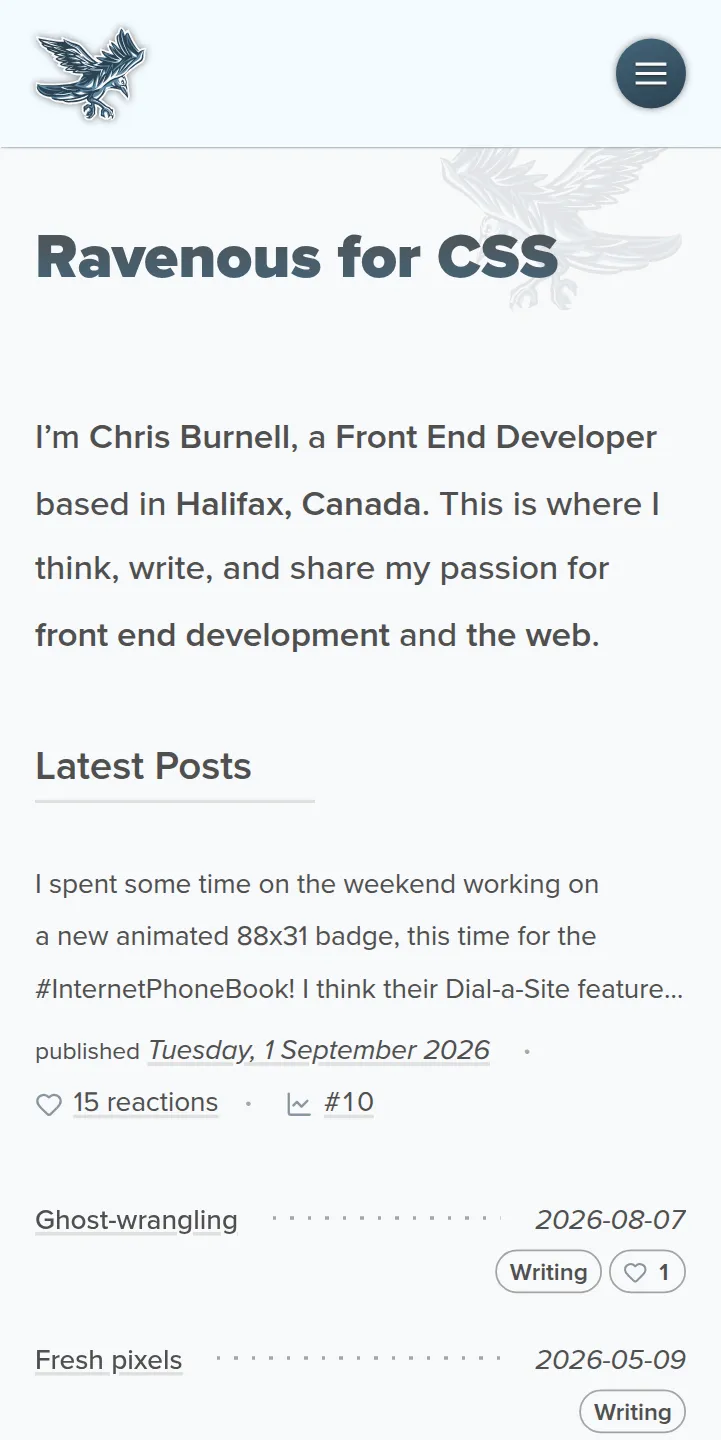 Ravenous for CSS
I’m Chris Burnell, a Front End Developer
based in Halifax, Canada. This is where I
think, write, and share my passion for
front end development and the web.
Latest Posts
I spent some time on the weekend working on
a new animated 88x31 badge, this time for the
#InternetPhoneBook! I think their Dial-a-Site feature…
published Tuesday, 1 September 2026 •
15 reactions • #10
Ghost-wrangling 2026-08-07
Writing 1
Fresh pixels 2026-05-09
Writing